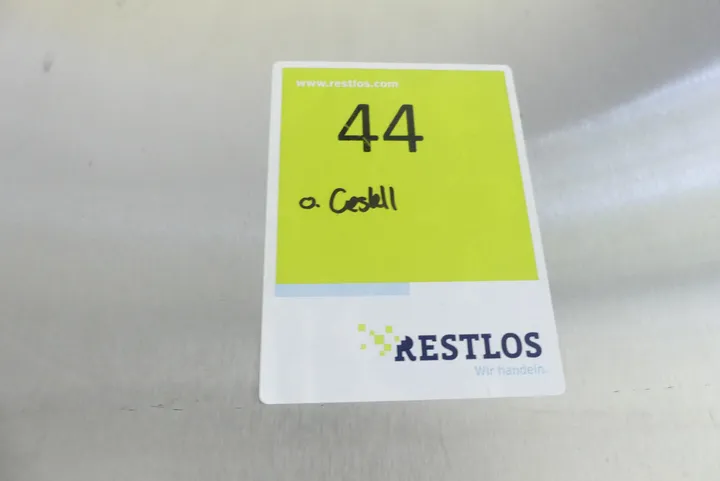 www.restlos.com
44
o. Gestell
RESTLOS
Wir handeln.